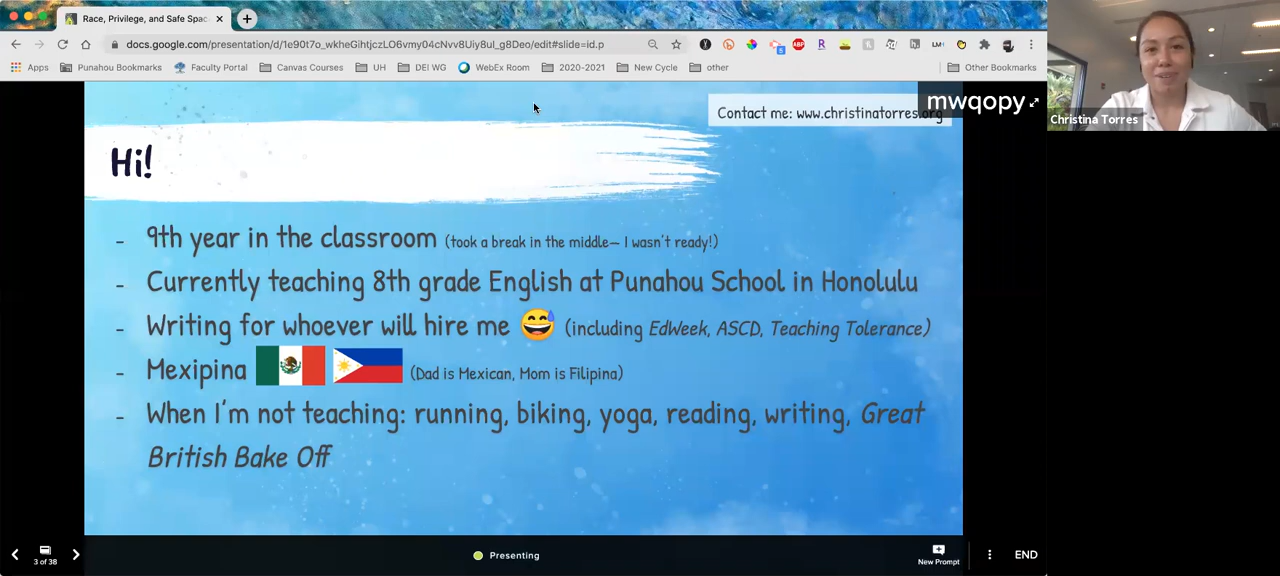 Race, Privilege, and Safe Spac
docs.google.com/presentation/d/1e90t7o_wkheGihtjczLO6vmy04cNvv8Uiy8ul_g8Deo/edit#slide=id.p
Apps Punahou Bookmarks Faculty Portal Canvas Courses UH DEI WG WebEx Room 2020-2021 New Cycle other Other Bookmarks
mwqopy
Contact me: www.christinatorres.org
Christina Torres
Hi!
- 9th year in the classroom (took a break in the middle– I wasn't ready!)
- Currently teaching 8th grade English at Punahou School in Honolulu
- Writing for whoever will hire me 😅 (including EdWeek, ASCD, Teaching Tolerance)
- Mexipina 🇲🇽 🇵🇭 (Dad is Mexican, Mom is Filipina)
- When I'm not teaching: running, biking, yoga, reading, writing, Great
British Bake Off
3 of 38
Presenting
New Prompt
END